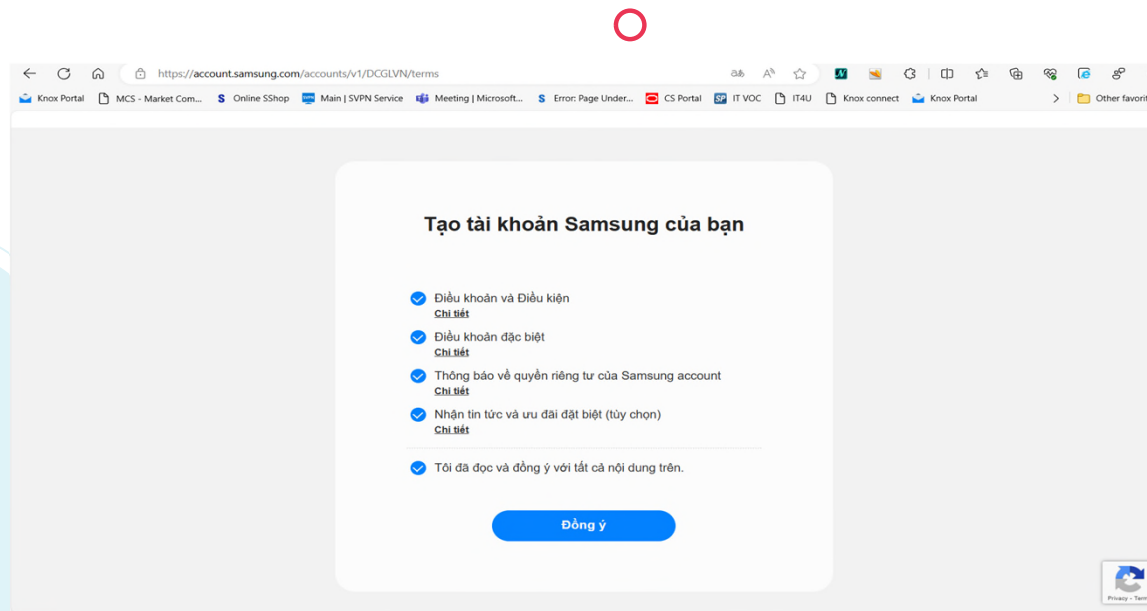 https://account.samsung.com/accounts/v1/DCGLVN/terms
Knox Portal MCS - Market Com... Online SShop Main | SVPN Service Meeting | Microsoft... Error: Page Under... CS Portal IT VOC IT4U Knox connect Knox Portal Other favorit
Tạo tài khoản Samsung của bạn
Điều khoản và Điều kiện
Chi tiết
Điều khoản đặc biệt
Chi tiết
Thông báo về quyền riêng tư của Samsung account
Chi tiết
Nhận tin tức và ưu đãi đặt biệt (tùy chọn)
Chi tiết
Tôi đã đọc và đồng ý với tất cả nội dung trên.
Đồng ý
Privacy - Term